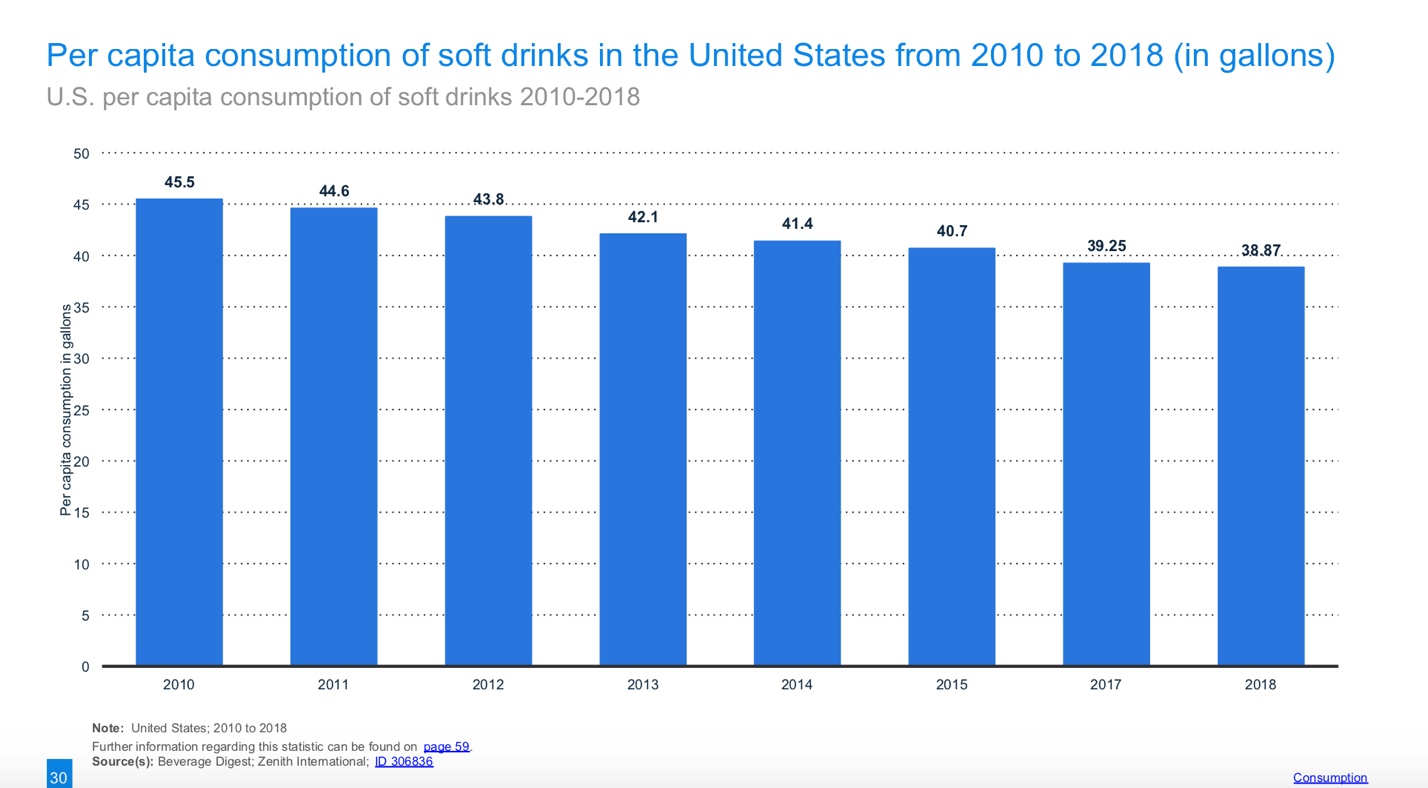 Per capita consumption of soft drinks in the United States from 2010 to 2018 (in gallons)
U.S. per capita consumption of soft drinks 2010-2018
Per capita consumption in gallons
50
45
40
35
30
25
20
15
10
5
0
45.5
44.6
43.8
42.1
41.4
40.7
39.25
38.87
2010 2011 2012 2013 2014 2015 2017 2018
Note: United States; 2010 to 2018
Further information regarding this statistic can be found on page 59.
Source(s): Beverage Digest; Zenith International; ID 306836
30
Consumption